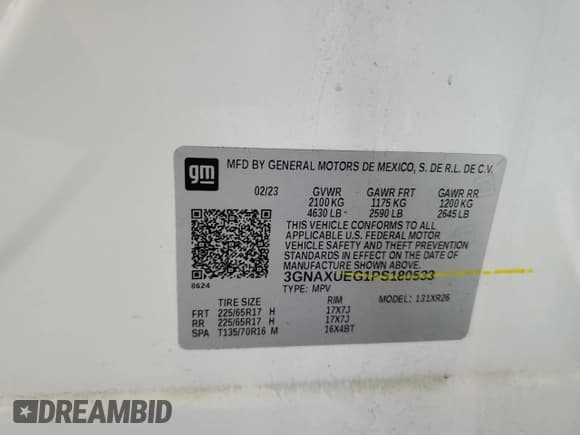 gm
MFD BY GENERAL MOTORS DE MEXICO, S. DE R.L. DE C.V.
02/23 GVWR GAWR FRT GAWR RR
2100 KG 1175 KG 1200 KG
4630 LB 2590 LB 2645 LB
THIS VEHICLE CONFORMS TO ALL
APPLICABLE U.S. FEDERAL MOTOR
VEHICLE SAFETY AND THEFT PREVENTION
STANDARDS IN EFFECT ON THE DATE OF
MANUFACTURE SHOWN ABOVE.
3GNAXUEG1PS180533
8624
TYPE: MPV MODEL: 131XR26
TIRE SIZE RIM
FRT 225/65R17 H 17X7J
RR 225/65R17 H 17X7J
SPA T135/70R16 M 16X4BT
DREAMBID